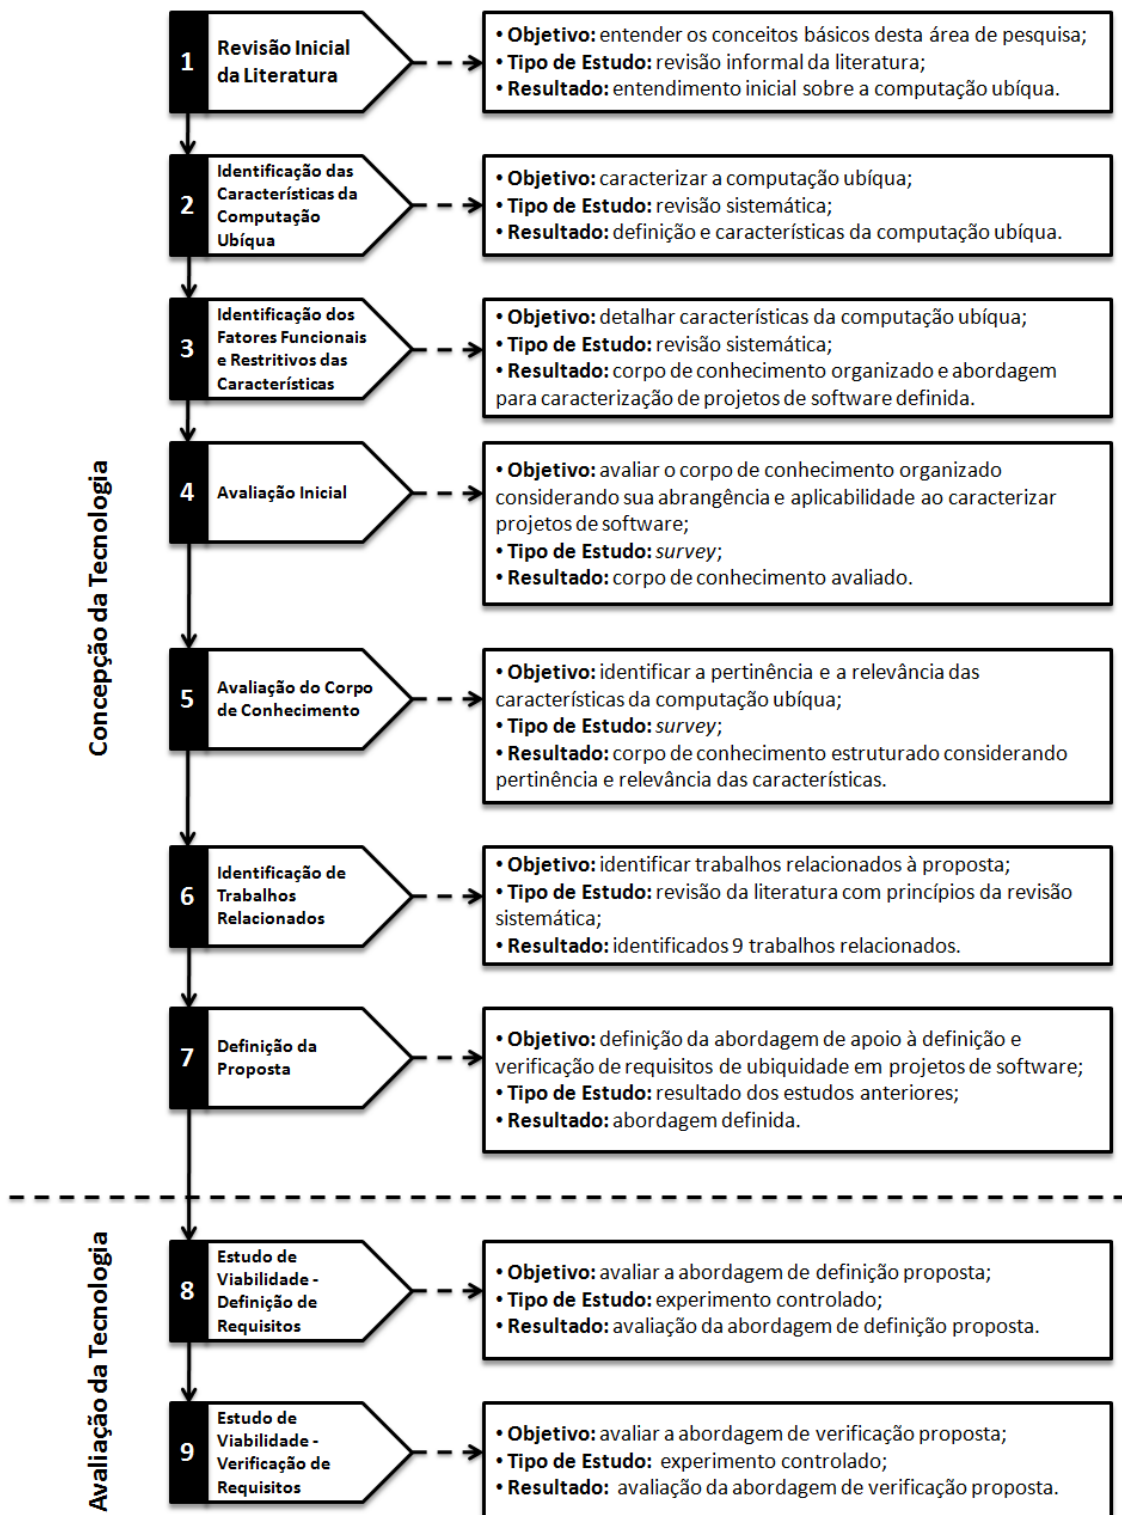 1
Revisão Inicial
da Literatura
• Objetivo: entender os conceitos básicos desta área de pesquisa;
• Tipo de Estudo: revisão informal da literatura;
• Resultado: entendimento inicial sobre a computação ubíqua.
2
Identificação das
Características da
Computação
Ubíqua
• Objetivo: caracterizar a computação ubíqua;
• Tipo de Estudo: revisão sistemática;
• Resultado: definição e características da computação ubíqua.
3
Identificação dos
Fatores Funcionais
e Restritivos das
Características
• Objetivo: detalhar características da computação ubíqua;
• Tipo de Estudo: revisão sistemática;
• Resultado: corpo de conhecimento organizado e abordagem
para caracterização de projetos de software definida.
Concepção da Tecnologia
4
Avaliação Inicial
• Objetivo: avaliar o corpo de conhecimento organizado
considerando sua abrangência e aplicabilidade ao caracterizar
projetos de software;
• Tipo de Estudo: survey;
• Resultado: corpo de conhecimento avaliado.
5
Avaliação do Corpo
de Conhecimento
• Objetivo: identificar a pertinência e a relevância das
características da computação ubíqua;
• Tipo de Estudo: survey;
• Resultado: corpo de conhecimento estruturado considerando
pertinência e relevância das características.
6
Identificação de
Trabalhos
Relacionados
• Objetivo: identificar trabalhos relacionados à proposta;
• Tipo de Estudo: revisão da literatura com princípios da revisão
sistemática;
• Resultado: identificados 9 trabalhos relacionados.
7
Definição da
Proposta
• Objetivo: definição da abordagem de apoio à definição e
verificação de requisitos de ubiquidade em projetos de software;
• Tipo de Estudo: resultado dos estudos anteriores;
• Resultado: abordagem definida.
Avaliação da Tecnologia
8
Estudo de
Viabilidade -
Definição de
Requisitos
• Objetivo: avaliar a abordagem de definição proposta;
• Tipo de Estudo: experimento controlado;
• Resultado: avaliação da abordagem de definição proposta.
9
Estudo de
Viabilidade -
Verificação de
Requisitos
• Objetivo: avaliar a abordagem de verificação proposta;
• Tipo de Estudo: experimento controlado;
• Resultado: avaliação da abordagem de verificação proposta.